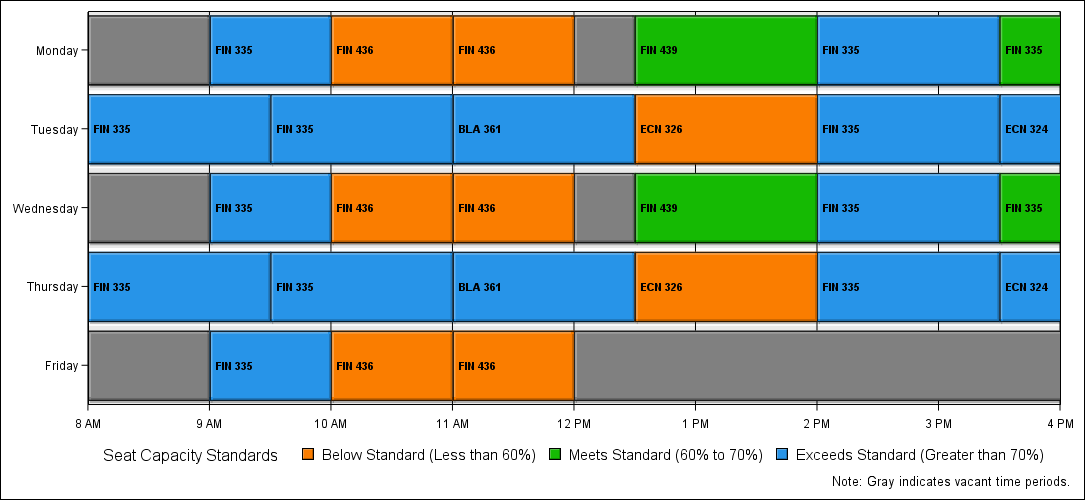 Monday FIN 335 FIN 436 FIN 436 FIN 439 FIN 335 FIN 335
Tuesday FIN 335 FIN 335 BLA 361 ECN 326 FIN 335 ECN 324
Wednesday FIN 335 FIN 436 FIN 436 FIN 439 FIN 335 FIN 335
Thursday FIN 335 FIN 335 BLA 361 ECN 326 FIN 335 ECN 324
Friday FIN 335 FIN 436 FIN 436
8 AM 9 AM 10 AM 11 AM 12 PM 1 PM 2 PM 3 PM 4 PM
Seat Capacity Standards Below Standard (Less than 60%) Meets Standard (60% to 70%) Exceeds Standard (Greater than 70%)
Note: Gray indicates vacant time periods.